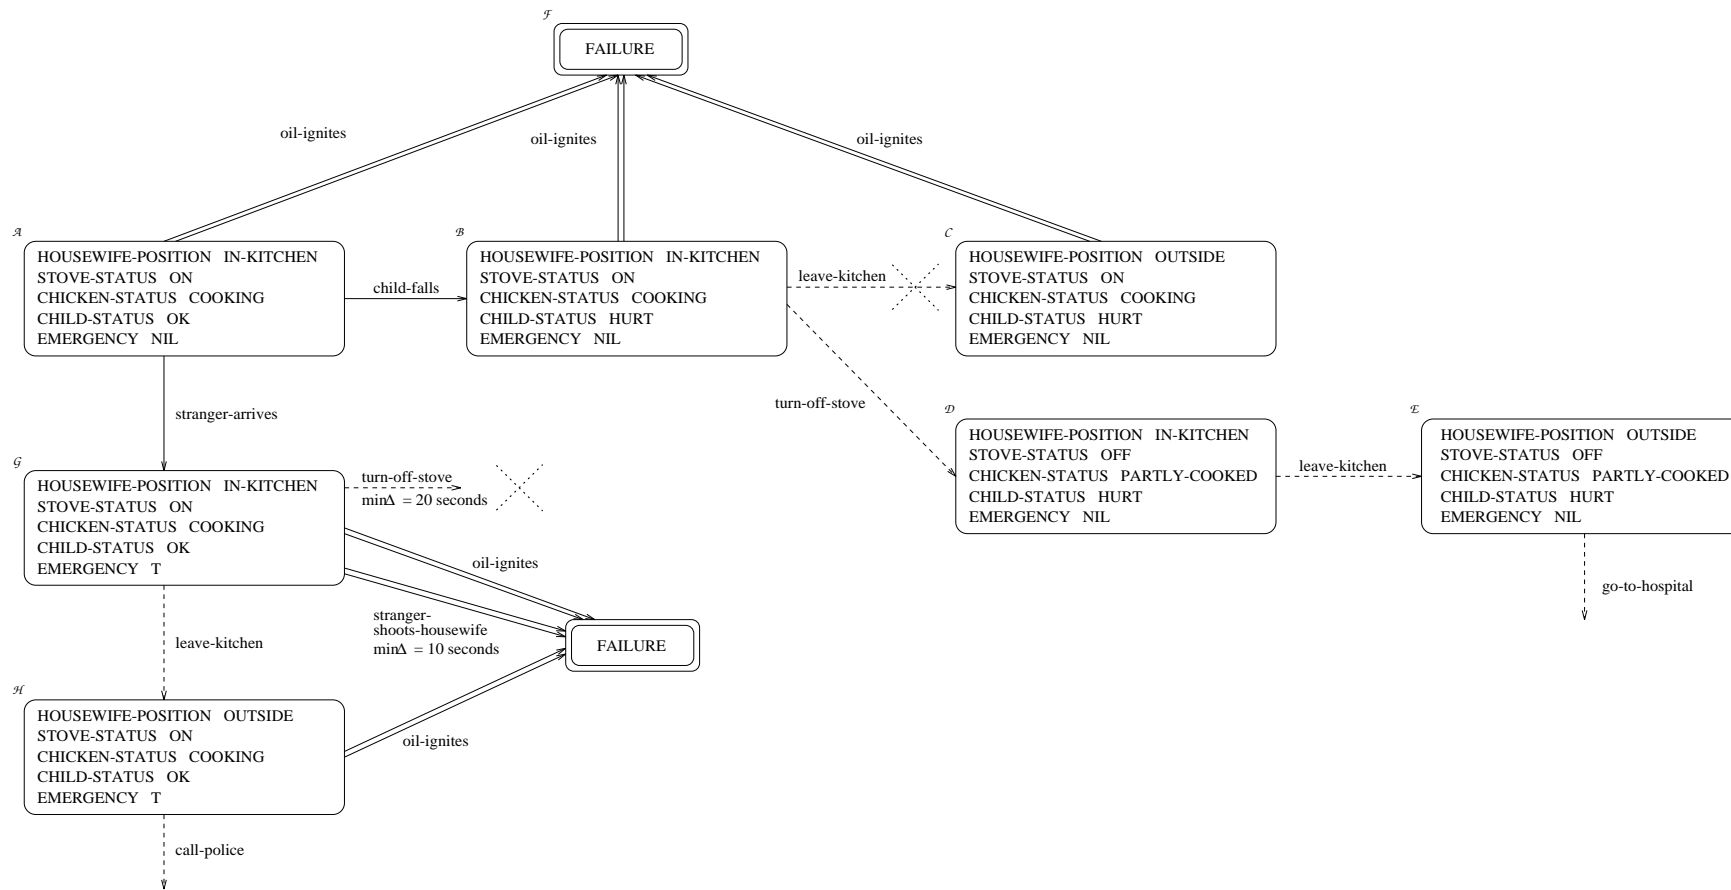 ℱ
FAILURE
oil-ignites
oil-ignites
oil-ignites
𝒜
HOUSEWIFE-POSITION IN-KITCHEN
STOVE-STATUS ON
CHICKEN-STATUS COOKING
CHILD-STATUS OK
EMERGENCY NIL
child-falls
ℬ
HOUSEWIFE-POSITION IN-KITCHEN
STOVE-STATUS ON
CHICKEN-STATUS COOKING
CHILD-STATUS HURT
EMERGENCY NIL
leave-kitchen
𝒞
HOUSEWIFE-POSITION OUTSIDE
STOVE-STATUS ON
CHICKEN-STATUS COOKING
CHILD-STATUS HURT
EMERGENCY NIL
stranger-arrives
turn-off-stove
𝒟
HOUSEWIFE-POSITION IN-KITCHEN
STOVE-STATUS OFF
CHICKEN-STATUS PARTLY-COOKED
CHILD-STATUS HURT
EMERGENCY NIL
leave-kitchen
ℰ
HOUSEWIFE-POSITION OUTSIDE
STOVE-STATUS OFF
CHICKEN-STATUS PARTLY-COOKED
CHILD-STATUS HURT
EMERGENCY NIL
go-to-hospital
𝒢
HOUSEWIFE-POSITION IN-KITCHEN
STOVE-STATUS ON
CHICKEN-STATUS COOKING
CHILD-STATUS OK
EMERGENCY T
turn-off-stove
minΔ = 20 seconds
oil-ignites
stranger-
shoots-housewife
minΔ = 10 seconds
FAILURE
leave-kitchen
ℋ
HOUSEWIFE-POSITION OUTSIDE
STOVE-STATUS ON
CHICKEN-STATUS COOKING
CHILD-STATUS OK
EMERGENCY T
oil-ignites
call-police